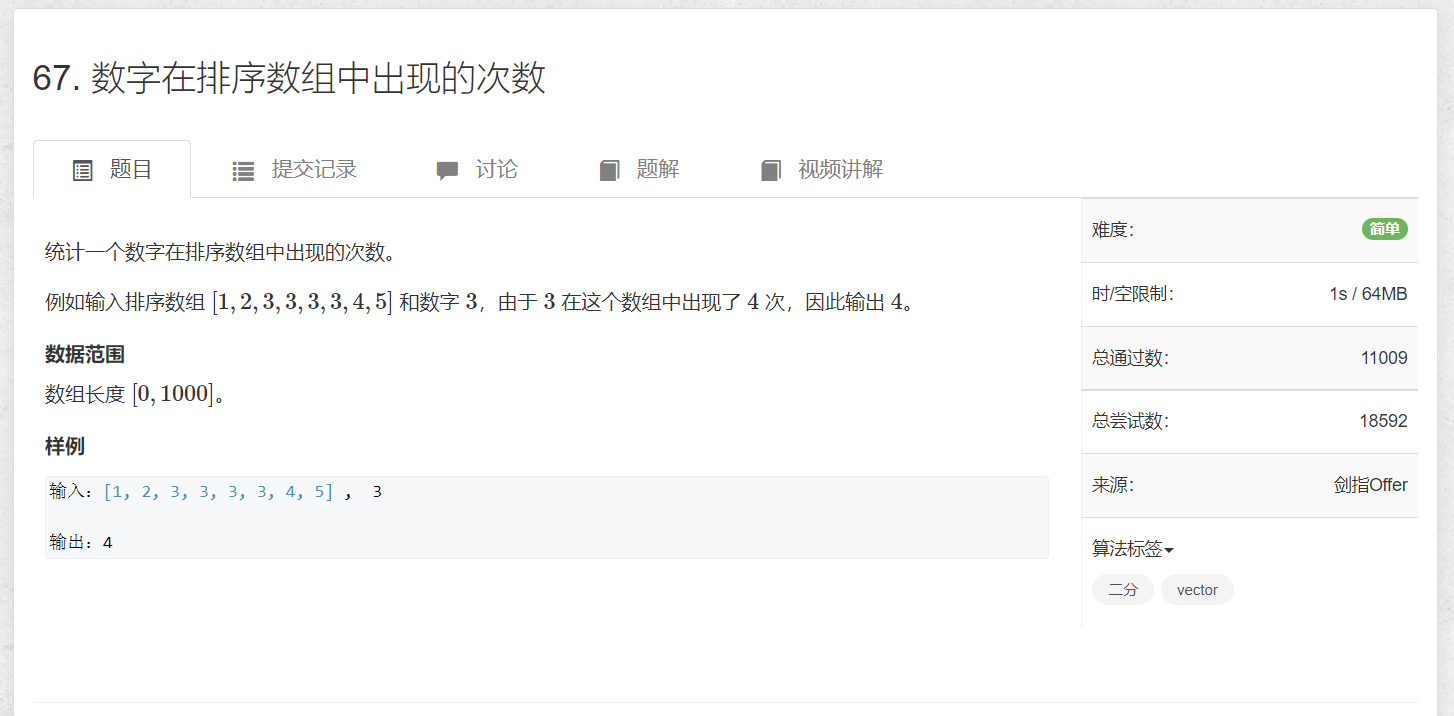 67. 数字在排序数组中出现的次数
题目 提交记录 讨论 题解 视频讲解
统计一个数字在排序数组中出现的次数。
例如输入排序数组 [1, 2, 3, 3, 3, 3, 4, 5] 和数字 3，由于 3 在这个数组中出现了 4 次，因此输出 4。
数据范围
数组长度 [0, 1000]。
样例
输入：[1, 2, 3, 3, 3, 3, 4, 5] ， 3
输出：4
难度： 简单
时/空限制： 1s / 64MB
总通过数： 11009
总尝试数： 18592
来源： 剑指Offer
算法标签
二分 vector